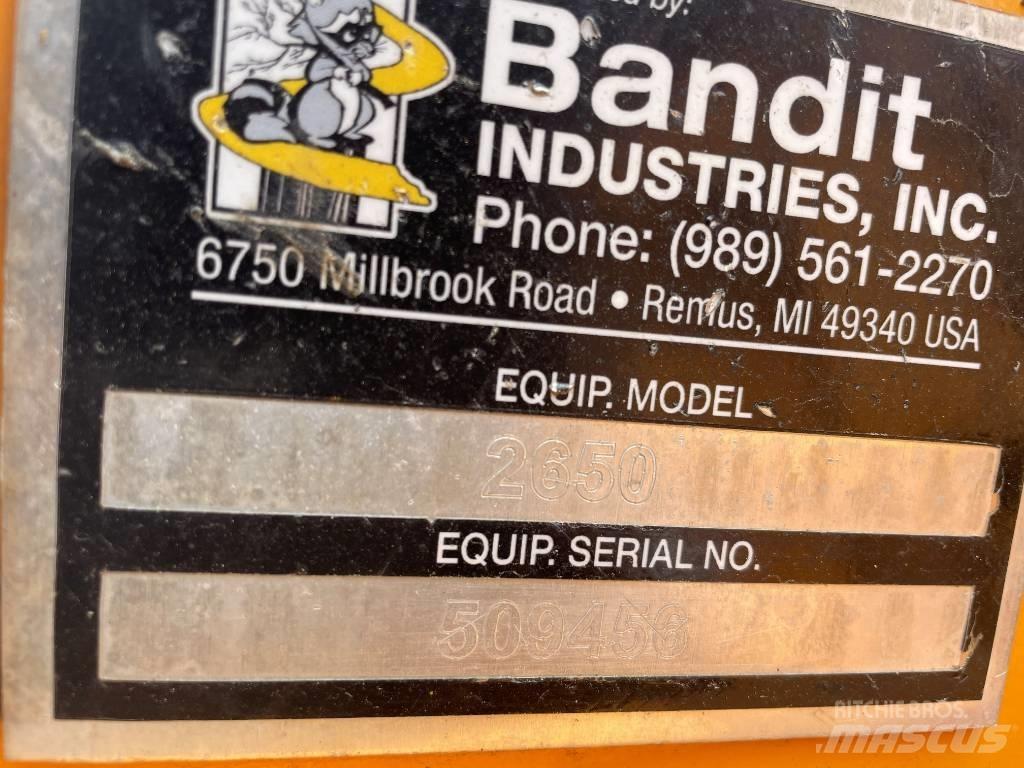 by:
Bandit
INDUSTRIES, INC.
Phone: (989) 561-2270
6750 Millbrook Road • Remus, MI 49340 USA
EQUIP. MODEL
2650
EQUIP. SERIAL NO.
509456
RITCHIE BROS.
MASCUS